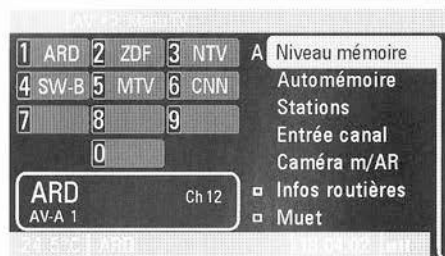 1 ARD 2 ZDF 3 NTV
4 SW-B 5 MTV 6 CNN
7 8 9
0
ARD Ch 12
AV-A 1
A Niveau mémoire
Automémoire
Stations
Entrée canal
Caméra m/AR
Infos routières
Muet